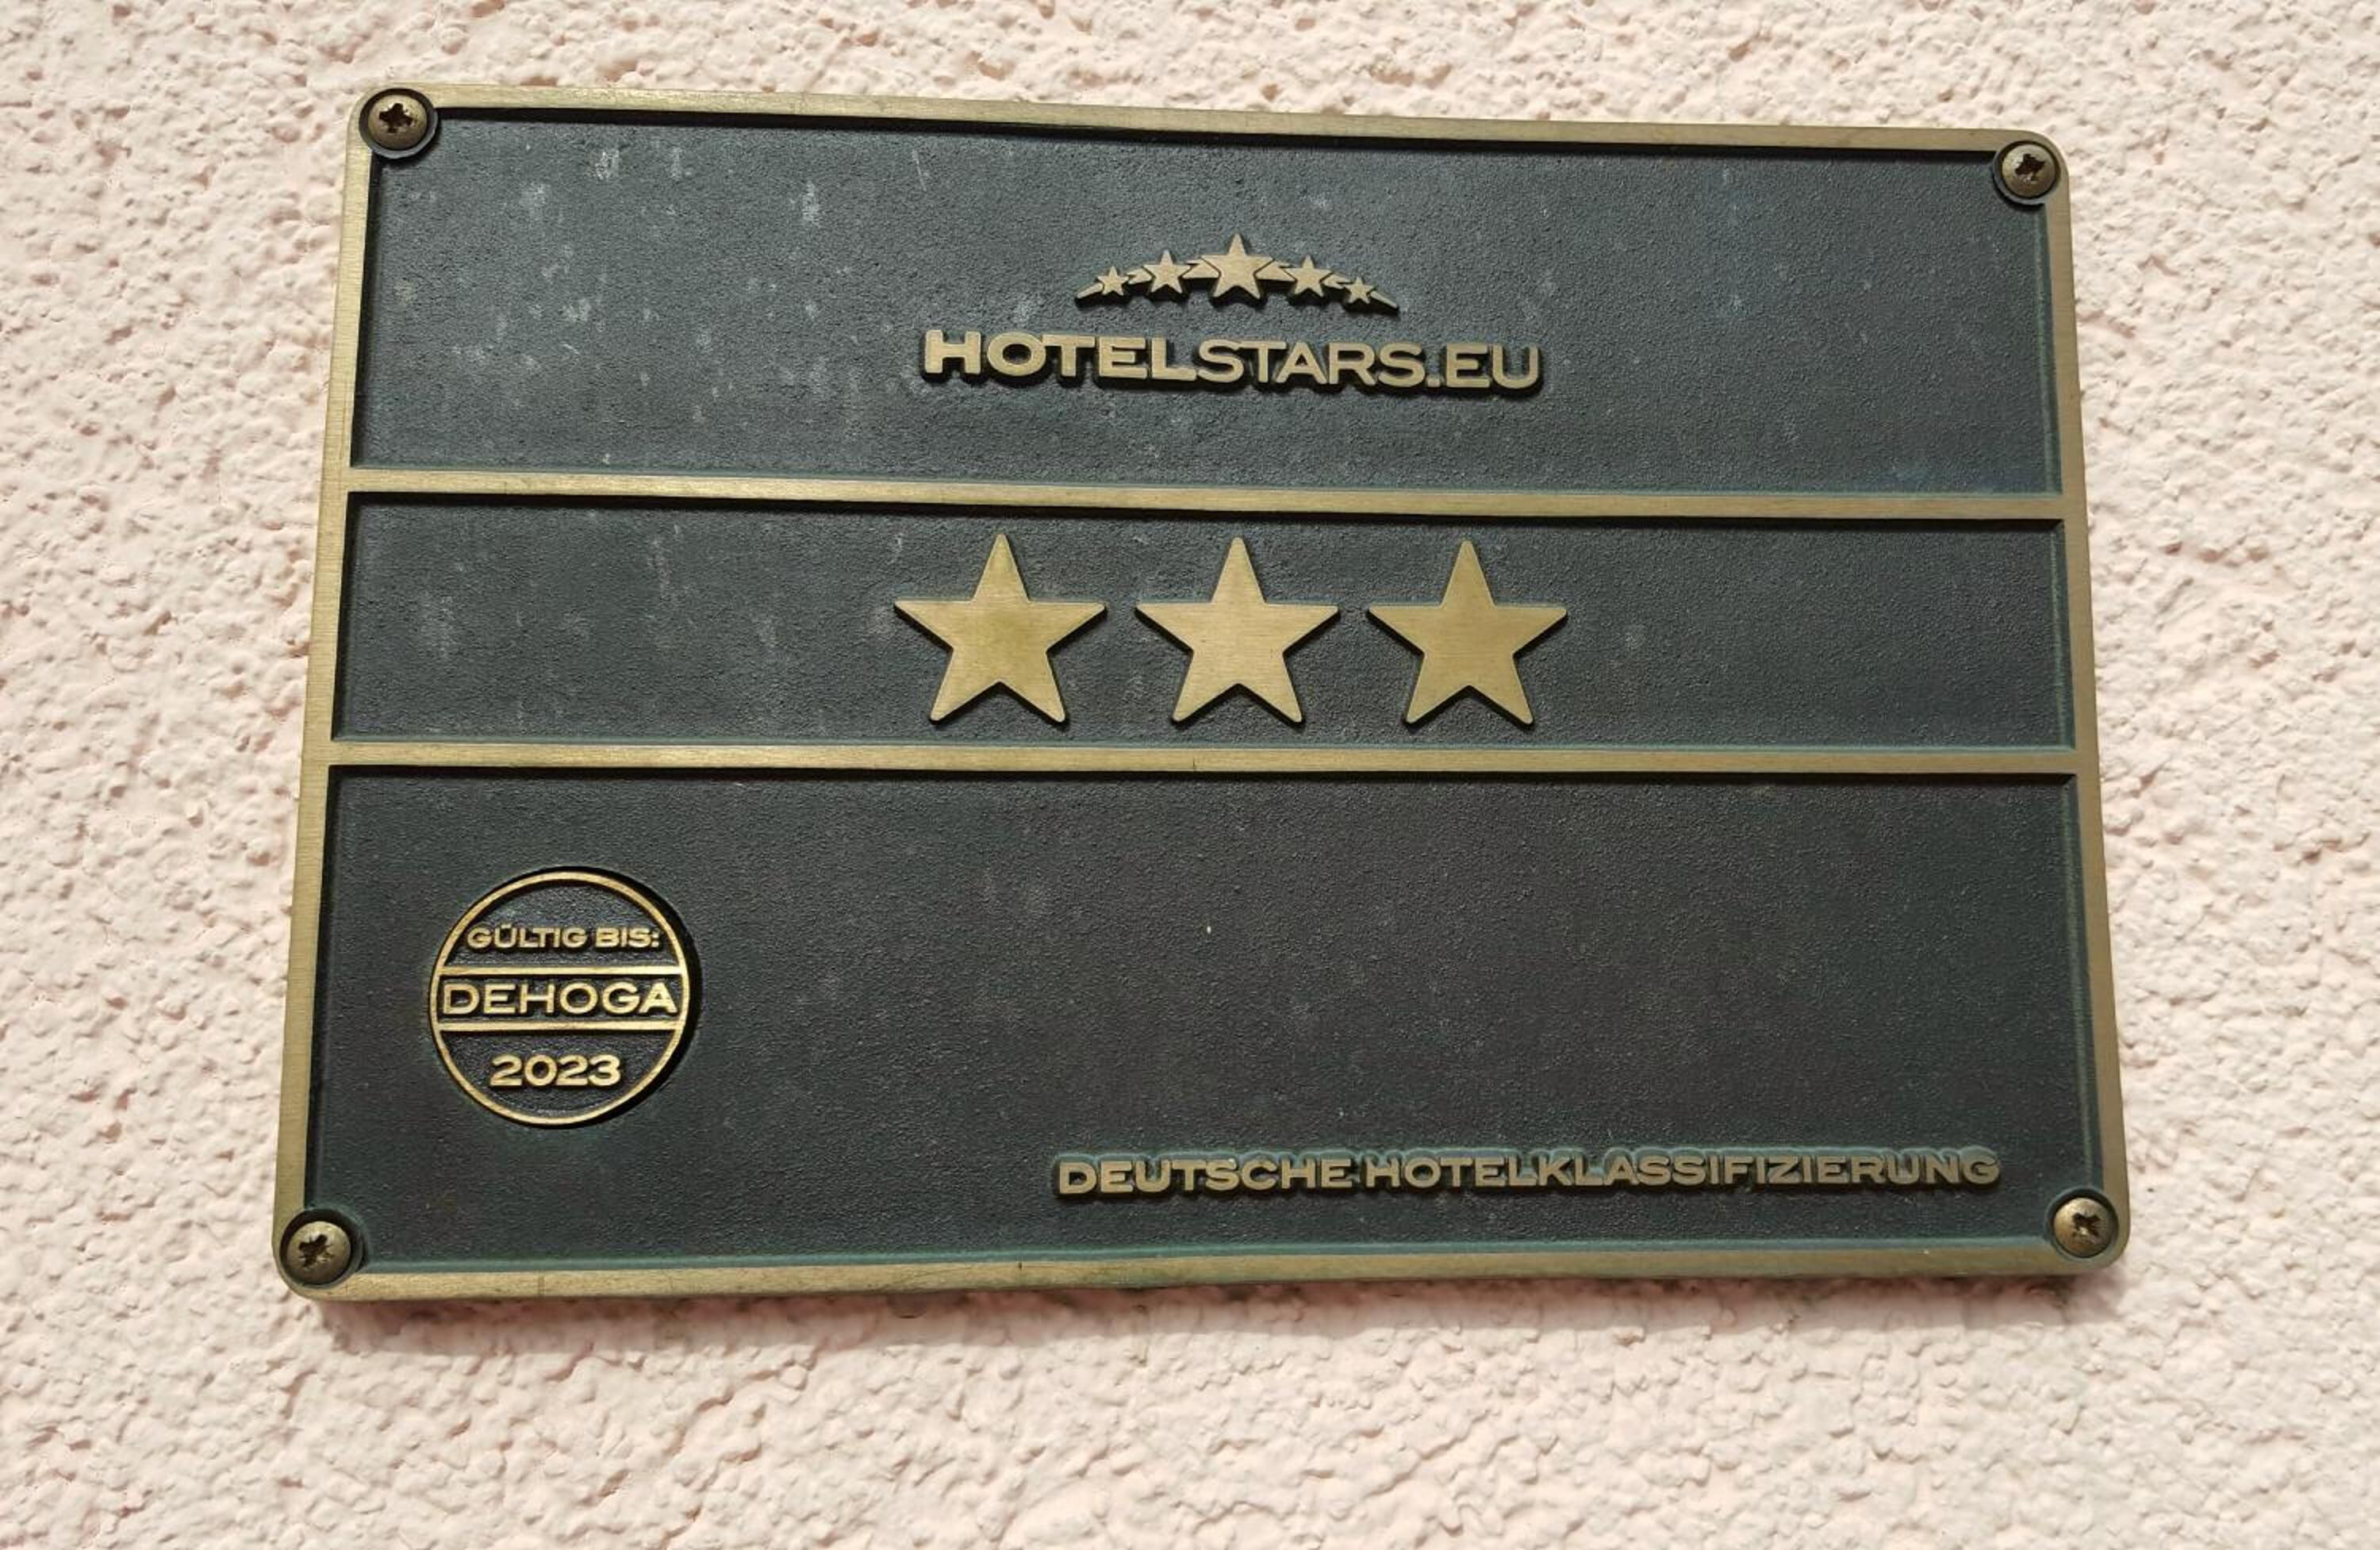 HOTELSTARS.EU
GÜLTIG BIS:
DEHOGA
2023
DEUTSCHE HOTELKLASSIFIZIERUNG